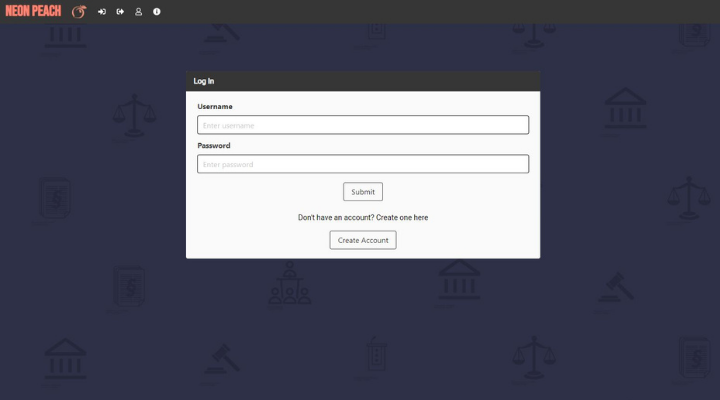 NEON PEACH
Log In
Username
Enter username
Password
Enter password
Submit
Don't have an account? Create one here
Create Account